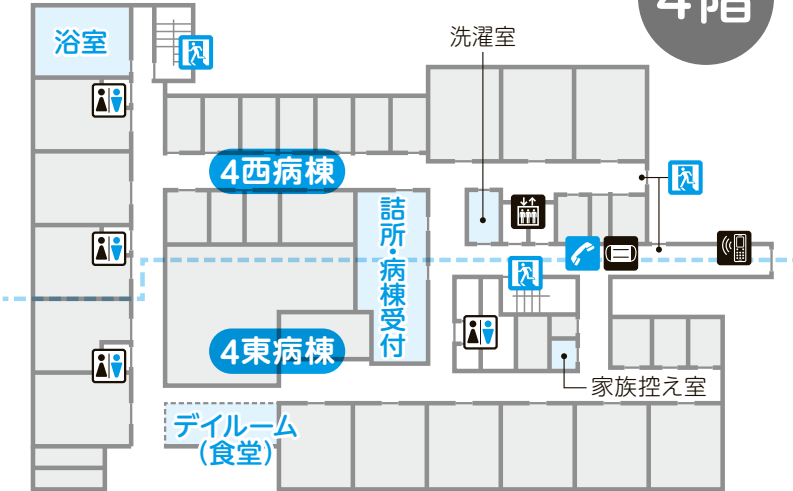 4階
浴室
洗濯室
4西病棟
詰所・病棟受付
4東病棟
家族控え室
デイルーム
(食堂)